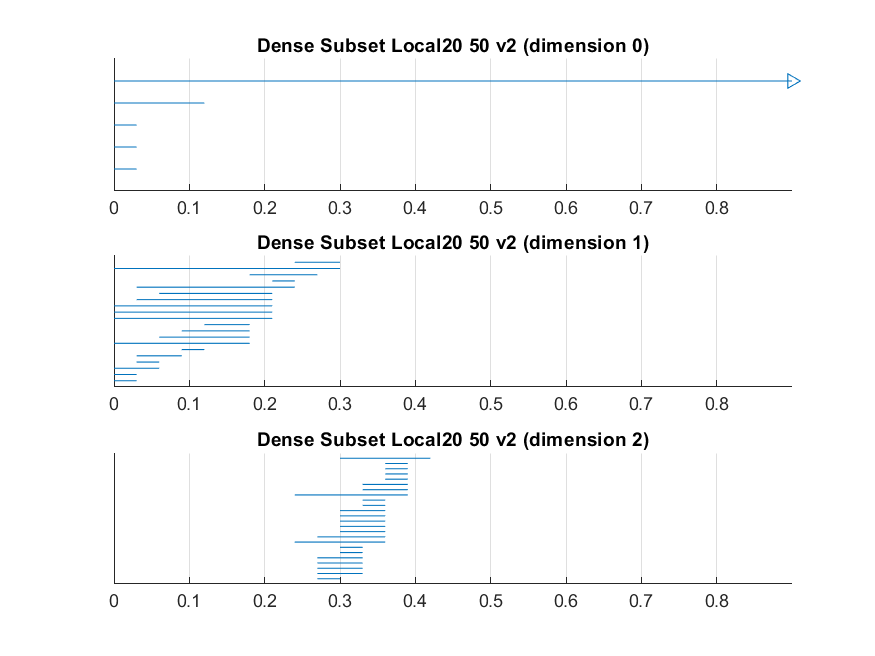 Dense Subset Local20 50 v2 (dimension 0)
0 0.1 0.2 0.3 0.4 0.5 0.6 0.7 0.8
Dense Subset Local20 50 v2 (dimension 1)
0 0.1 0.2 0.3 0.4 0.5 0.6 0.7 0.8
Dense Subset Local20 50 v2 (dimension 2)
0 0.1 0.2 0.3 0.4 0.5 0.6 0.7 0.8